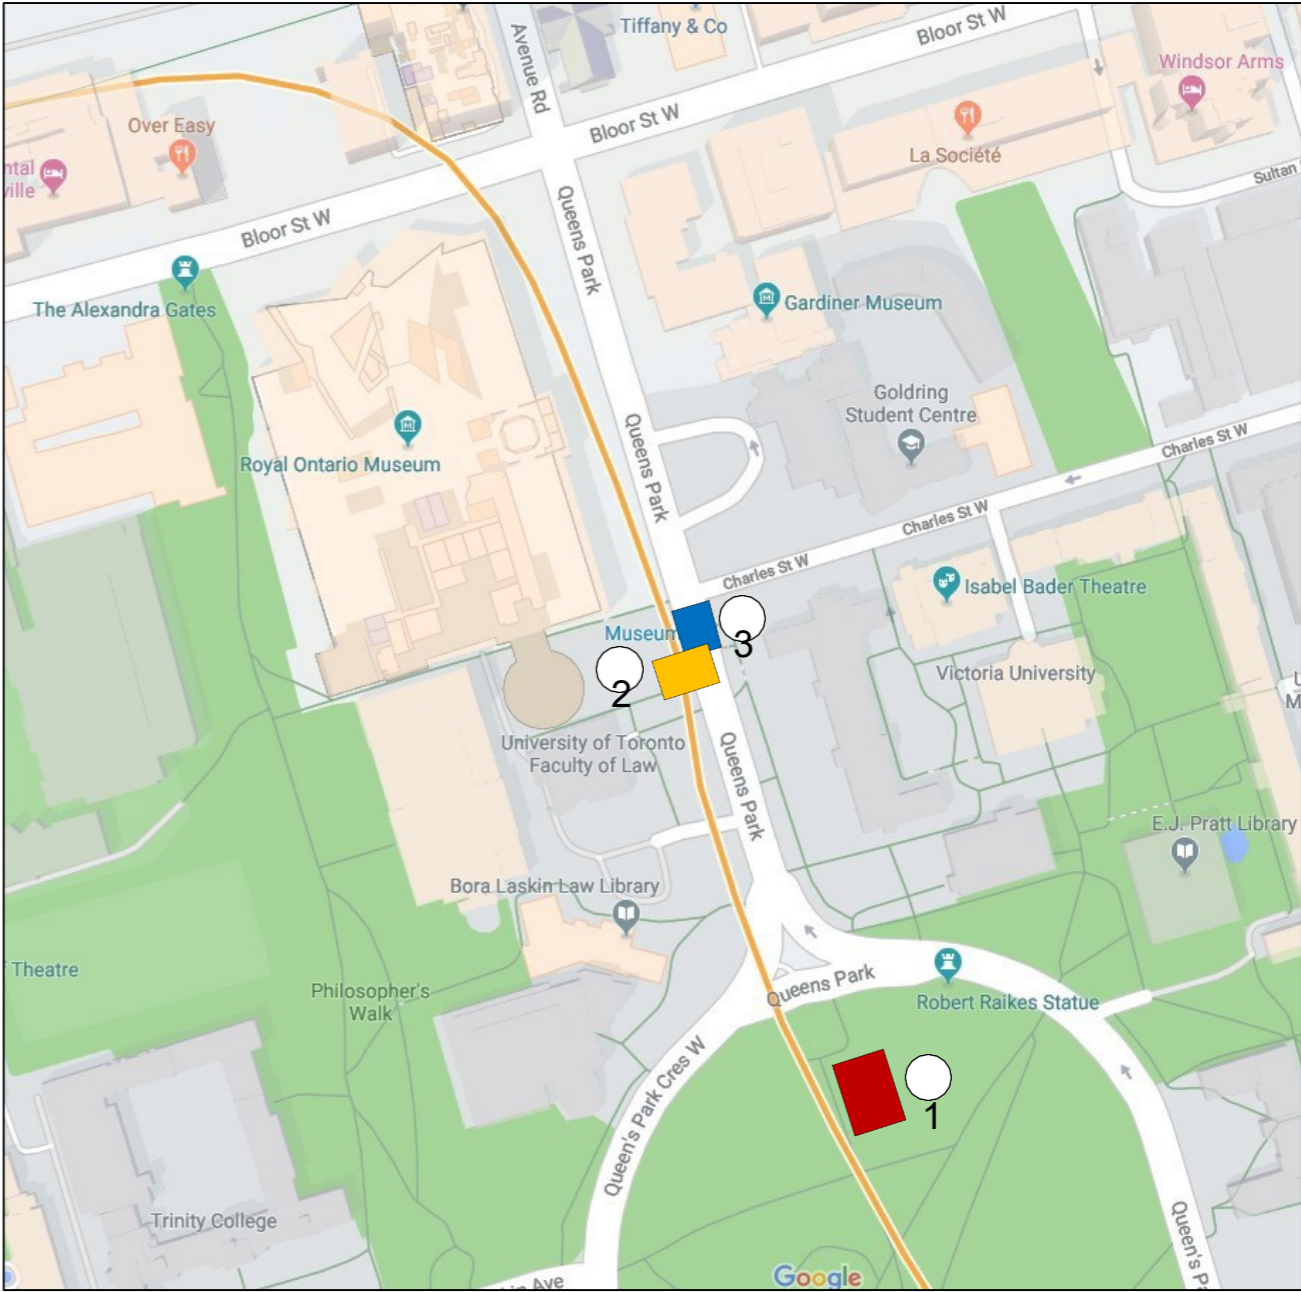 Tiffany & Co
Bloor St W
Avenue Rd
Windsor Arms
Over Easy
Bloor St W
La Société
ntal
ville
Sultan
Bloor St W
Queens Park
The Alexandra Gates
Gardiner Museum
Goldring
Student Centre
Royal Ontario Museum
Queens Park
Charles St W
Charles St W
Charles St W
Isabel Bader Theatre
Museum
3
2
Victoria University
U
M
University of Toronto
Faculty of Law
Queens Park
E.J. Pratt Library
Bora Laskin Law Library
Theatre
Philosopher's
Walk
Queens Park
Robert Raikes Statue
Queen's Park Cres W
1
Trinity College
Queen's P
Google
in Ave